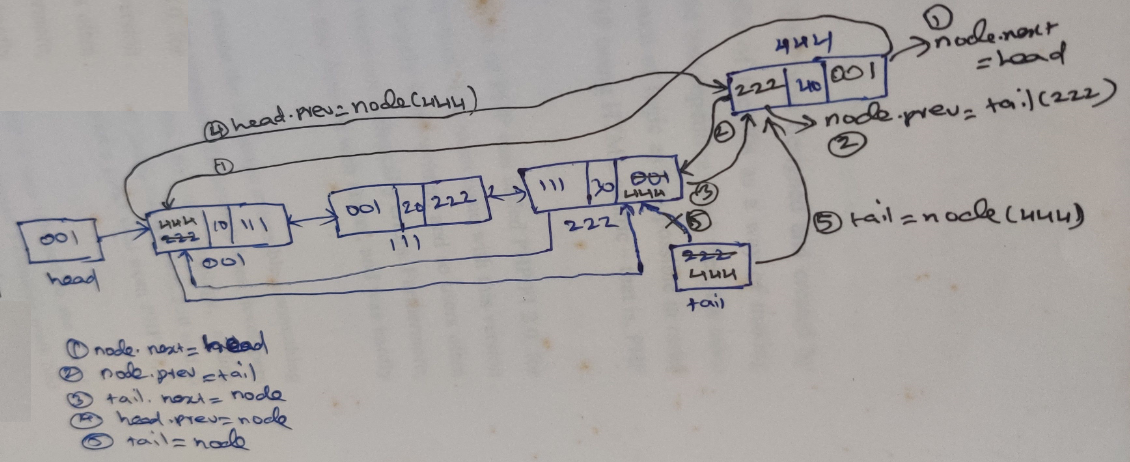 444
① node.next
= head
222 40 001
node.prev = tail(222)
②
④ head.prev = node(444)
①
②
③
001
head
444
222 10 111
001
001 20 222
111
111 30 001
444
222
⑤
222
444
tail
⑤ tail = node(444)
① node.next = head
② node.prev = tail
③ tail.next = node
④ head.prev = node
⑤ tail = node